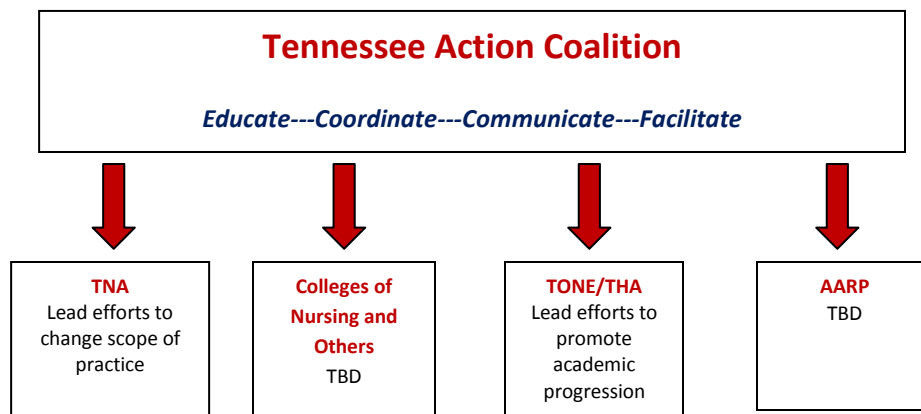 Tennessee Action Coalition
Educate---Coordinate---Communicate---Facilitate
TNA
Lead efforts to
change scope of
practice
Colleges of
Nursing and
Others
TBD
TONE/THA
Lead efforts to
promote
academic
progression
AARP
TBD